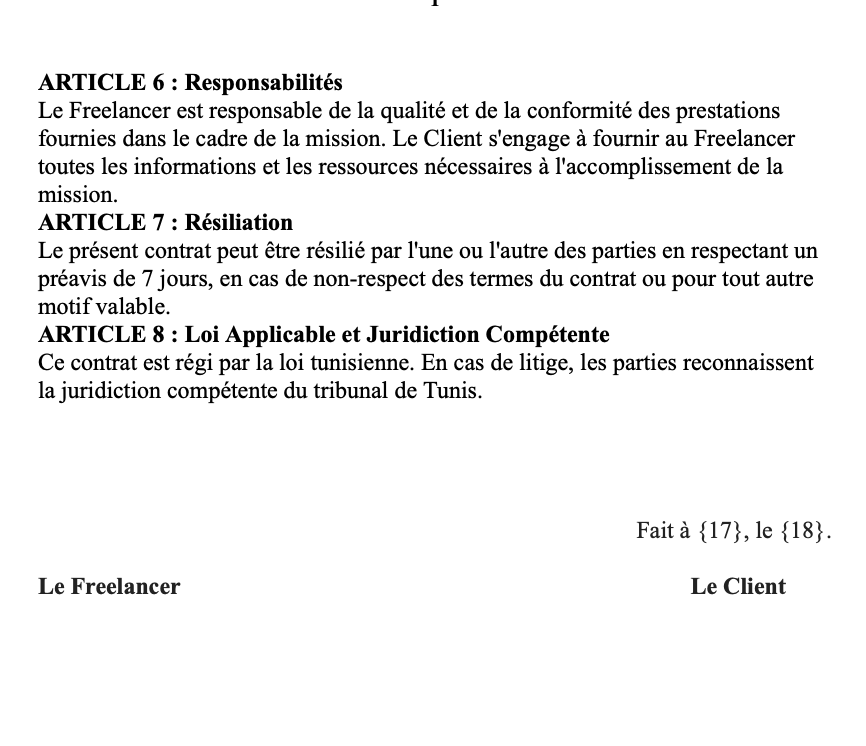 ARTICLE 6 : Responsabilités
Le Freelancer est responsable de la qualité et de la conformité des prestations
fournies dans le cadre de la mission. Le Client s'engage à fournir au Freelancer
toutes les informations et les ressources nécessaires à l'accomplissement de la
mission.
ARTICLE 7 : Résiliation
Le présent contrat peut être résilié par l'une ou l'autre des parties en respectant un
préavis de 7 jours, en cas de non-respect des termes du contrat ou pour tout autre
motif valable.
ARTICLE 8 : Loi Applicable et Juridiction Compétente
Ce contrat est régi par la loi tunisienne. En cas de litige, les parties reconnaissent
la juridiction compétente du tribunal de Tunis.
Fait à {17}, le {18}.
Le Freelancer Le Client